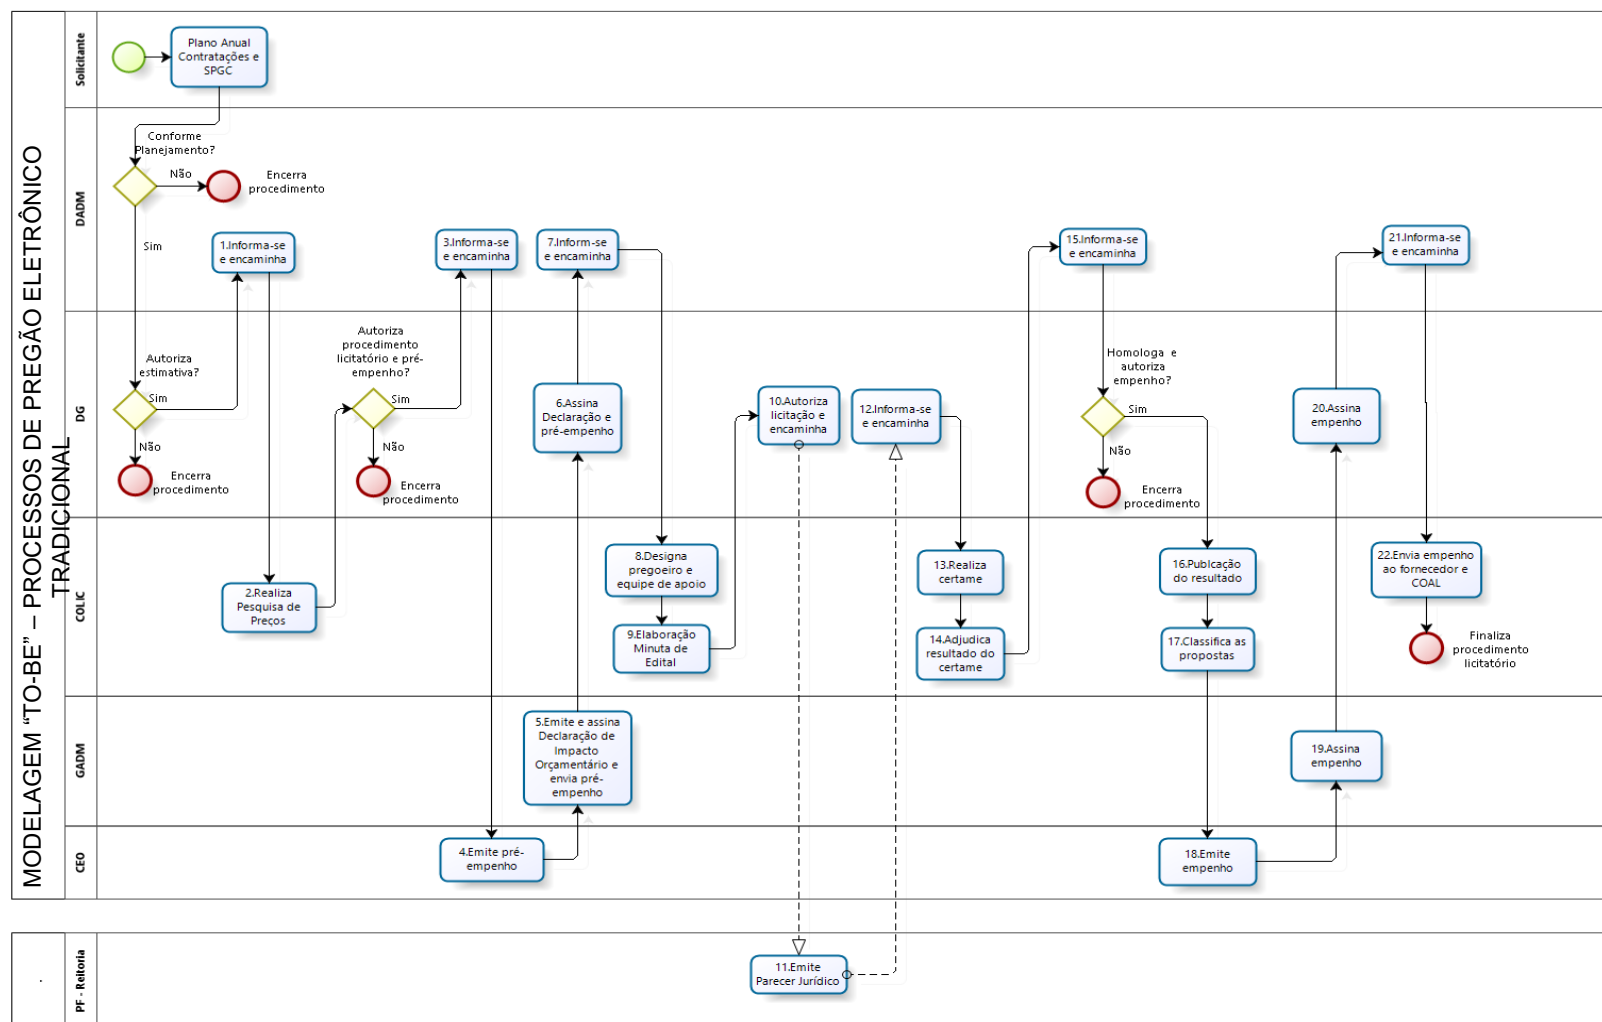 MODELAGEM “TO-BE” – PROCESSOS DE PREGÃO ELETRÔNICO
TRADICIONAL
Solicitante
Plano Anual
Contratações e
SPGC
DADM
Conforme
Planejamento?
Não
Encerra
procedimento
Sim
1.Informa-se
e encaminha
3.Informa-se
e encaminha
7.Inform-se
e encaminha
15.Informa-se
e encaminha
21.Informa-se
e encaminha
DG
Autoriza
estimativa?
Sim
Não
Encerra
procedimento
Autoriza
procedimento
licitatório e pré-
empenho?
Sim
Não
Encerra
procedimento
6.Assina
Declaração e
pré-empenho
10.Autoriza
licitação e
encaminha
12.Informa-se
e encaminha
Homologa e
autoriza
empenho?
Sim
Não
Encerra
procedimento
20.Assina
empenho
COLIC
2.Realiza
Pesquisa de
Preços
8.Designa
pregoeiro e
equipe de apoio
9.Elaboração
Minuta de
Edital
13.Realiza
certame
14.Adjudica
resultado do
certame
16.Publcação
do resultado
17.Classifica as
propostas
22.Envia empenho
ao fornecedor e
COAL
Finaliza
procedimento
licitatório
GADM
5.Emite e assina
Declaração de
Impacto
Orçamentário e
envia pré-
empenho
19.Assina
empenho
CEO
4.Emite pré-
empenho
18.Emite
empenho
.
PF - Reitoria
11.Emite
Parecer Jurídico